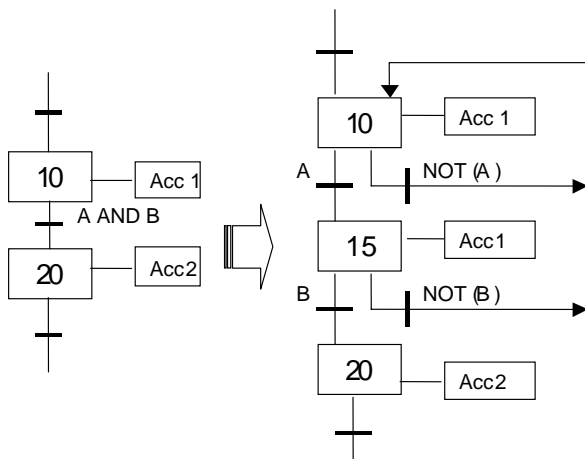 10
Acc 1
A AND B
20
Acc2
10
Acc 1
A
NOT (A)
15
Acc1
B
NOT (B)
20
Acc2